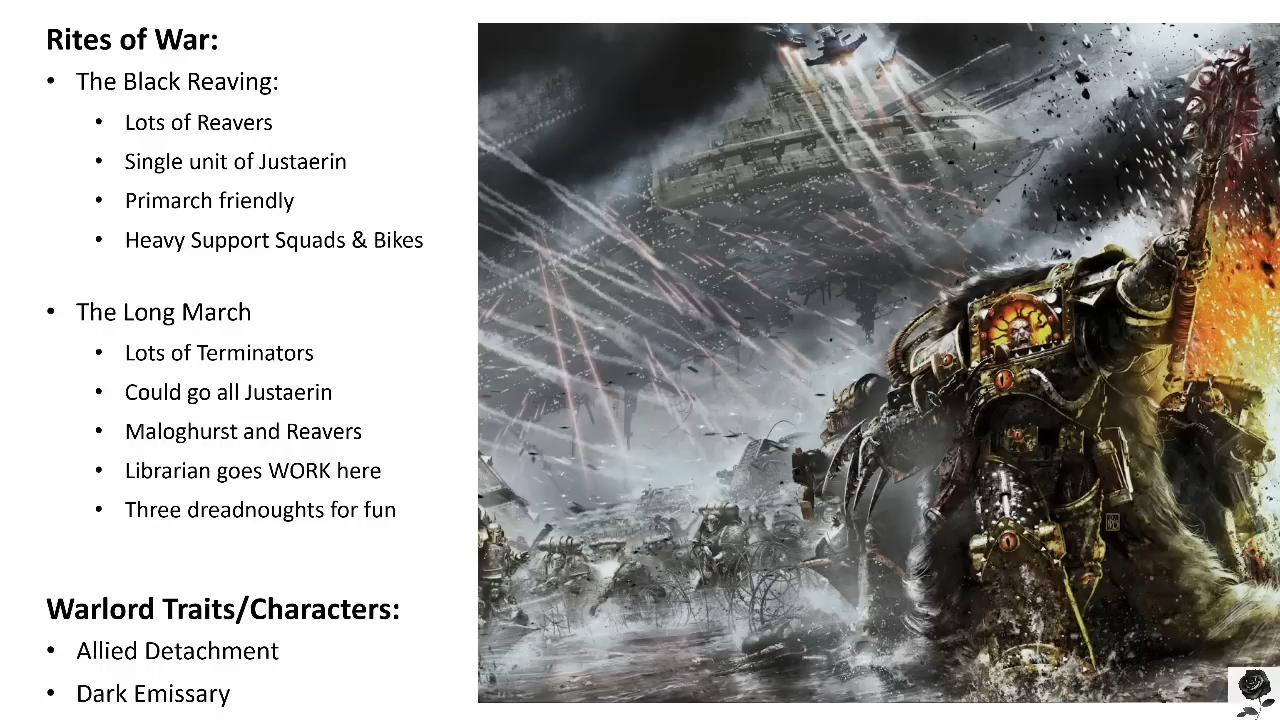 Rites of War:
• The Black Reaving:
• Lots of Reavers
• Single unit of Justaerin
• Primarch friendly
• Heavy Support Squads & Bikes
• The Long March
• Lots of Terminators
• Could go all Justaerin
• Maloghurst and Reavers
• Librarian goes WORK here
• Three dreadnoughts for fun
Warlord Traits/Characters:
• Allied Detachment
• Dark Emissary